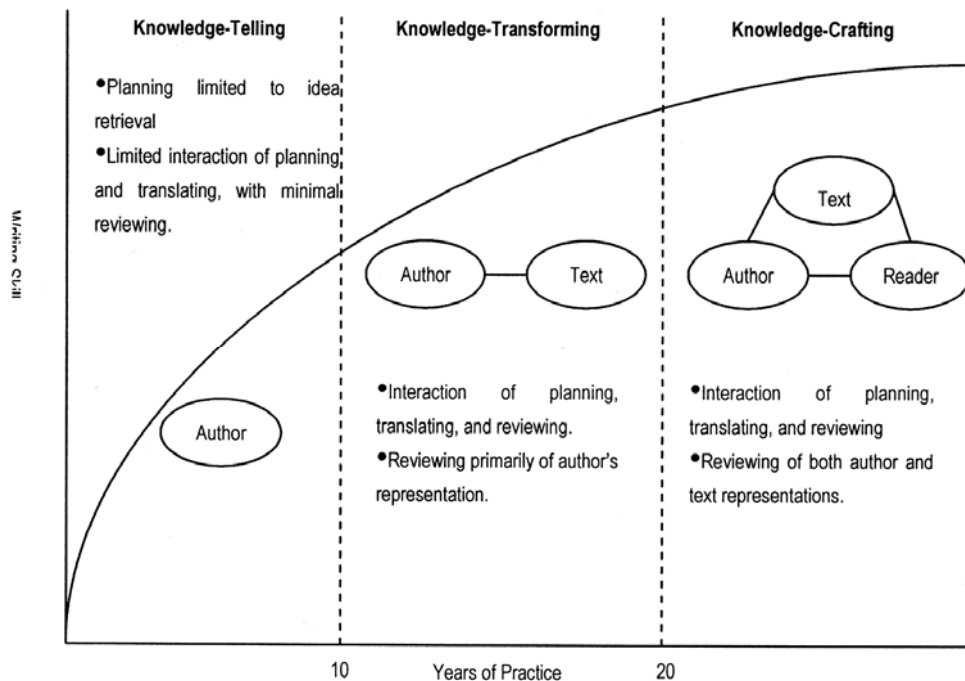 Knowledge-Telling
•Planning limited to idea
retrieval
•Limited interaction of planning
and translating, with minimal
reviewing.
Author
Knowledge-Transforming
Author
Text
•Interaction of planning,
translating, and reviewing.
•Reviewing primarily of author's
representation.
Knowledge-Crafting
Text
Author
Reader
•Interaction of planning,
translating, and reviewing
•Reviewing of both author and
text representations.
10
Years of Practice
20